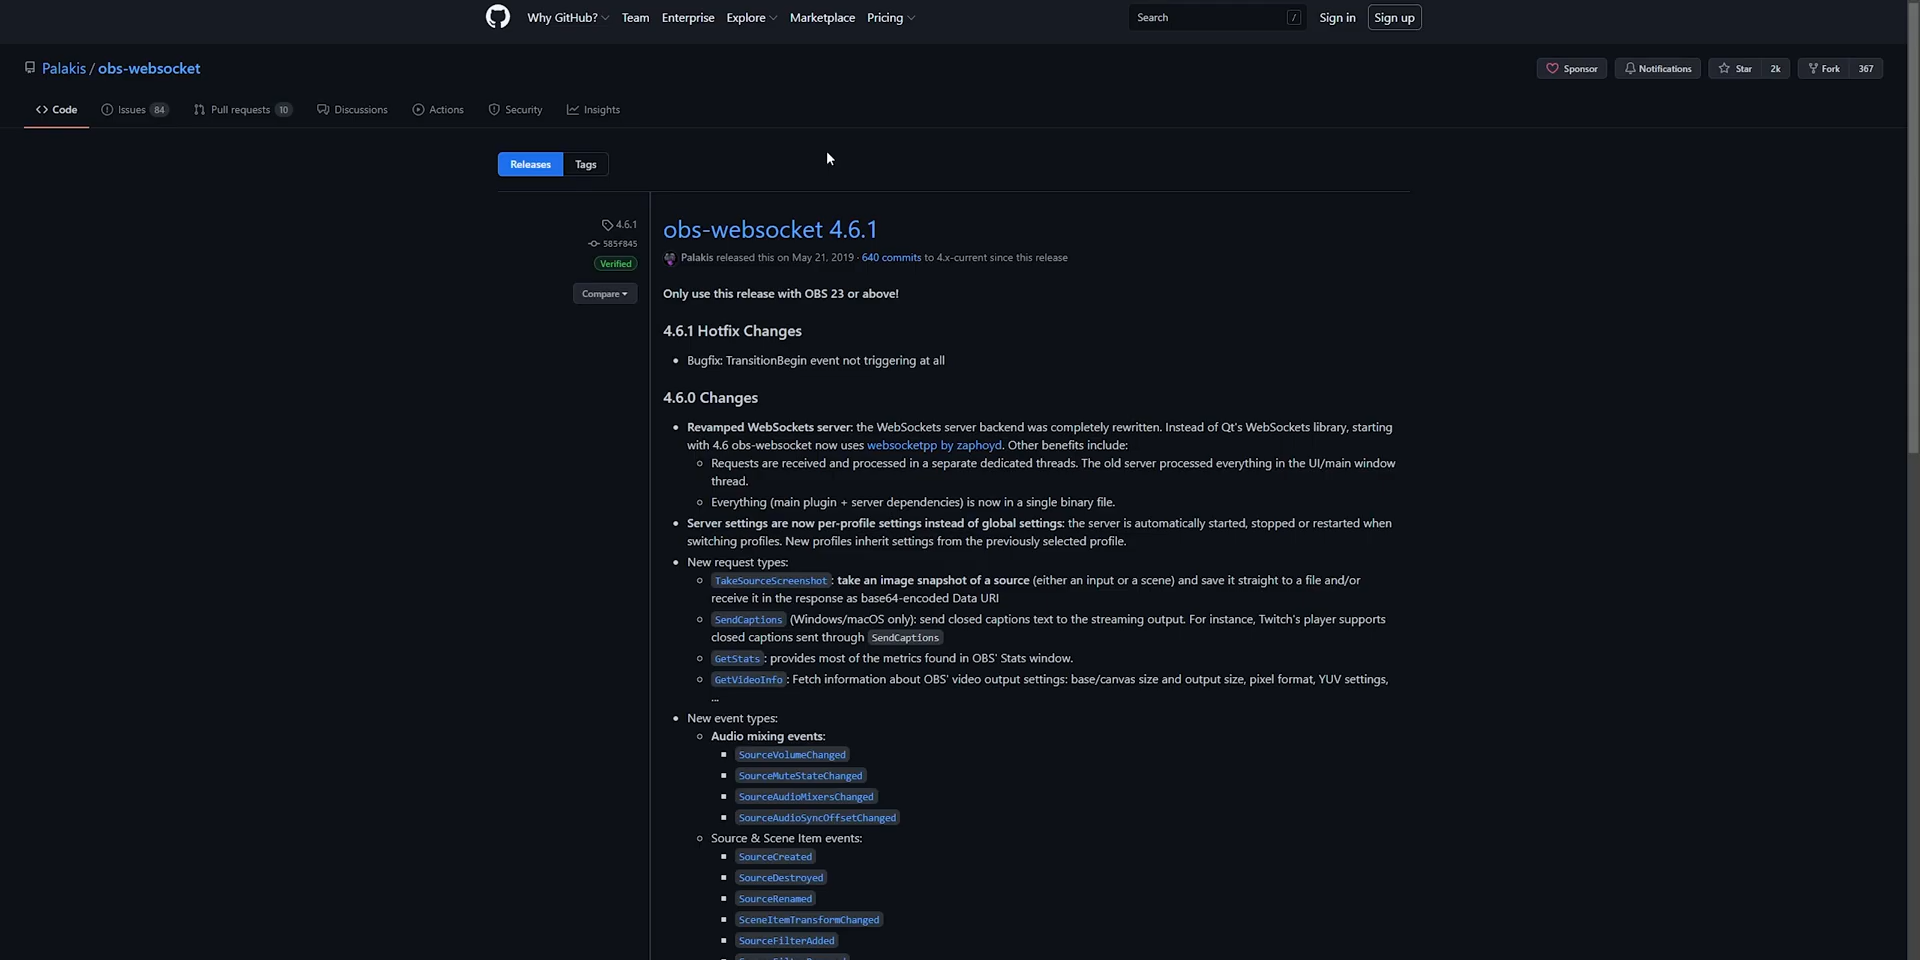 Why GitHub? Team Enterprise Explore Marketplace Pricing Search / Sign in Sign up
Palakis / obs-websocket Sponsor Notifications Star 2k Fork 367
Code Issues 84 Pull requests 10 Discussions Actions Security Insights
Releases Tags
4.6.1
585f845
Verified
Compare
obs-websocket 4.6.1
Palakis released this on May 21, 2019 · 640 commits to 4.x-current since this release
Only use this release with OBS 23 or above!
4.6.1 Hotfix Changes
• Bugfix: TransitionBegin event not triggering at all
4.6.0 Changes
• Revamped WebSockets server: the WebSockets server backend was completely rewritten. Instead of Qt's WebSockets library, starting
with 4.6 obs-websocket now uses websocketpp by zaphoyd. Other benefits include:
Requests are received and processed in a separate dedicated threads. The old server processed everything in the UI/main window
thread.
Everything (main plugin + server dependencies) is now in a single binary file.
• Server settings are now per-profile settings instead of global settings: the server is automatically started, stopped or restarted when
switching profiles. New profiles inherit settings from the previously selected profile.
• New request types:
TakeSourceScreenshot: take an image snapshot of a source (either an input or a scene) and save it straight to a file and/or
receive it in the response as base64-encoded Data URI
SendCaptions (Windows/macOS only): send closed captions text to the streaming output. For instance, Twitch's player supports
closed captions sent through SendCaptions
GetStats: provides most of the metrics found in OBS' Stats window.
GetVideoInfo: Fetch information about OBS' video output settings: base/canvas size and output size, pixel format, YUV settings,
...
• New event types:
Audio mixing events:
SourceVolumeChanged
SourceMuteStateChanged
SourceAudioMixersChanged
SourceAudioSyncOffsetChanged
Source & Scene Item events:
SourceCreated
SourceDestroyed
SourceRenamed
SceneItemTransformChanged
SourceFilterAdded